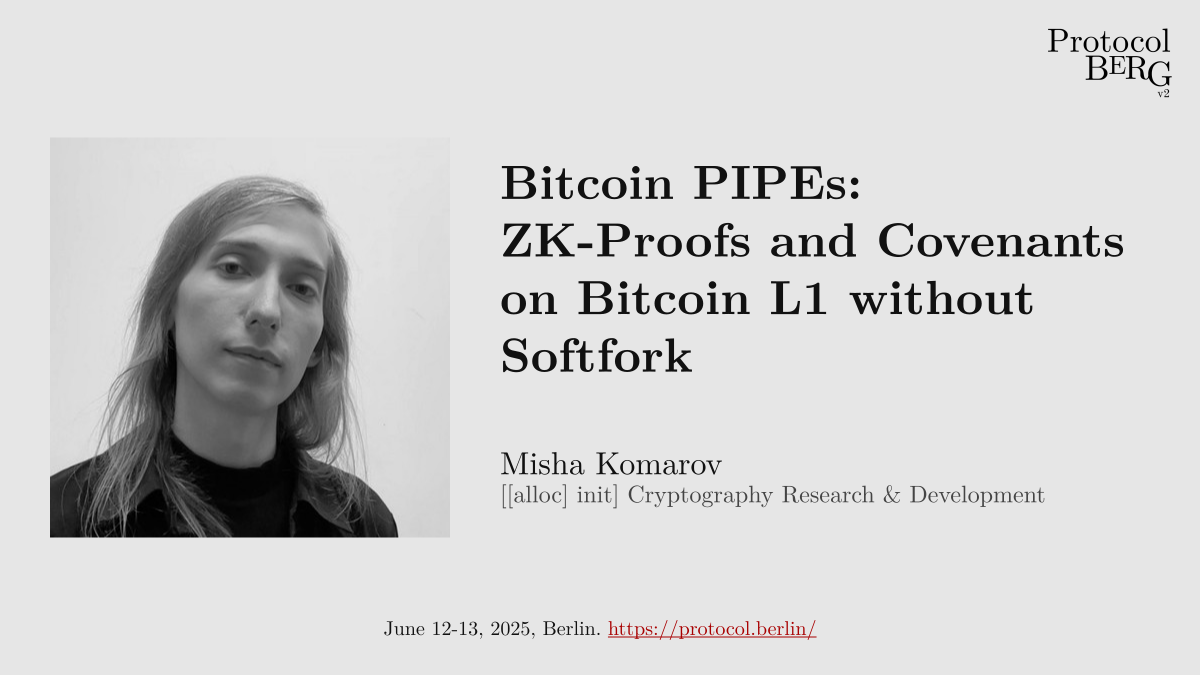 Protocol
BERG
v2
Bitcoin PIPEs:
ZK-Proofs and Covenants
on Bitcoin L1 without
Softfork
Misha Komarov
[[alloc] init] Cryptography Research & Development
June 12-13, 2025, Berlin. https://protocol.berlin/